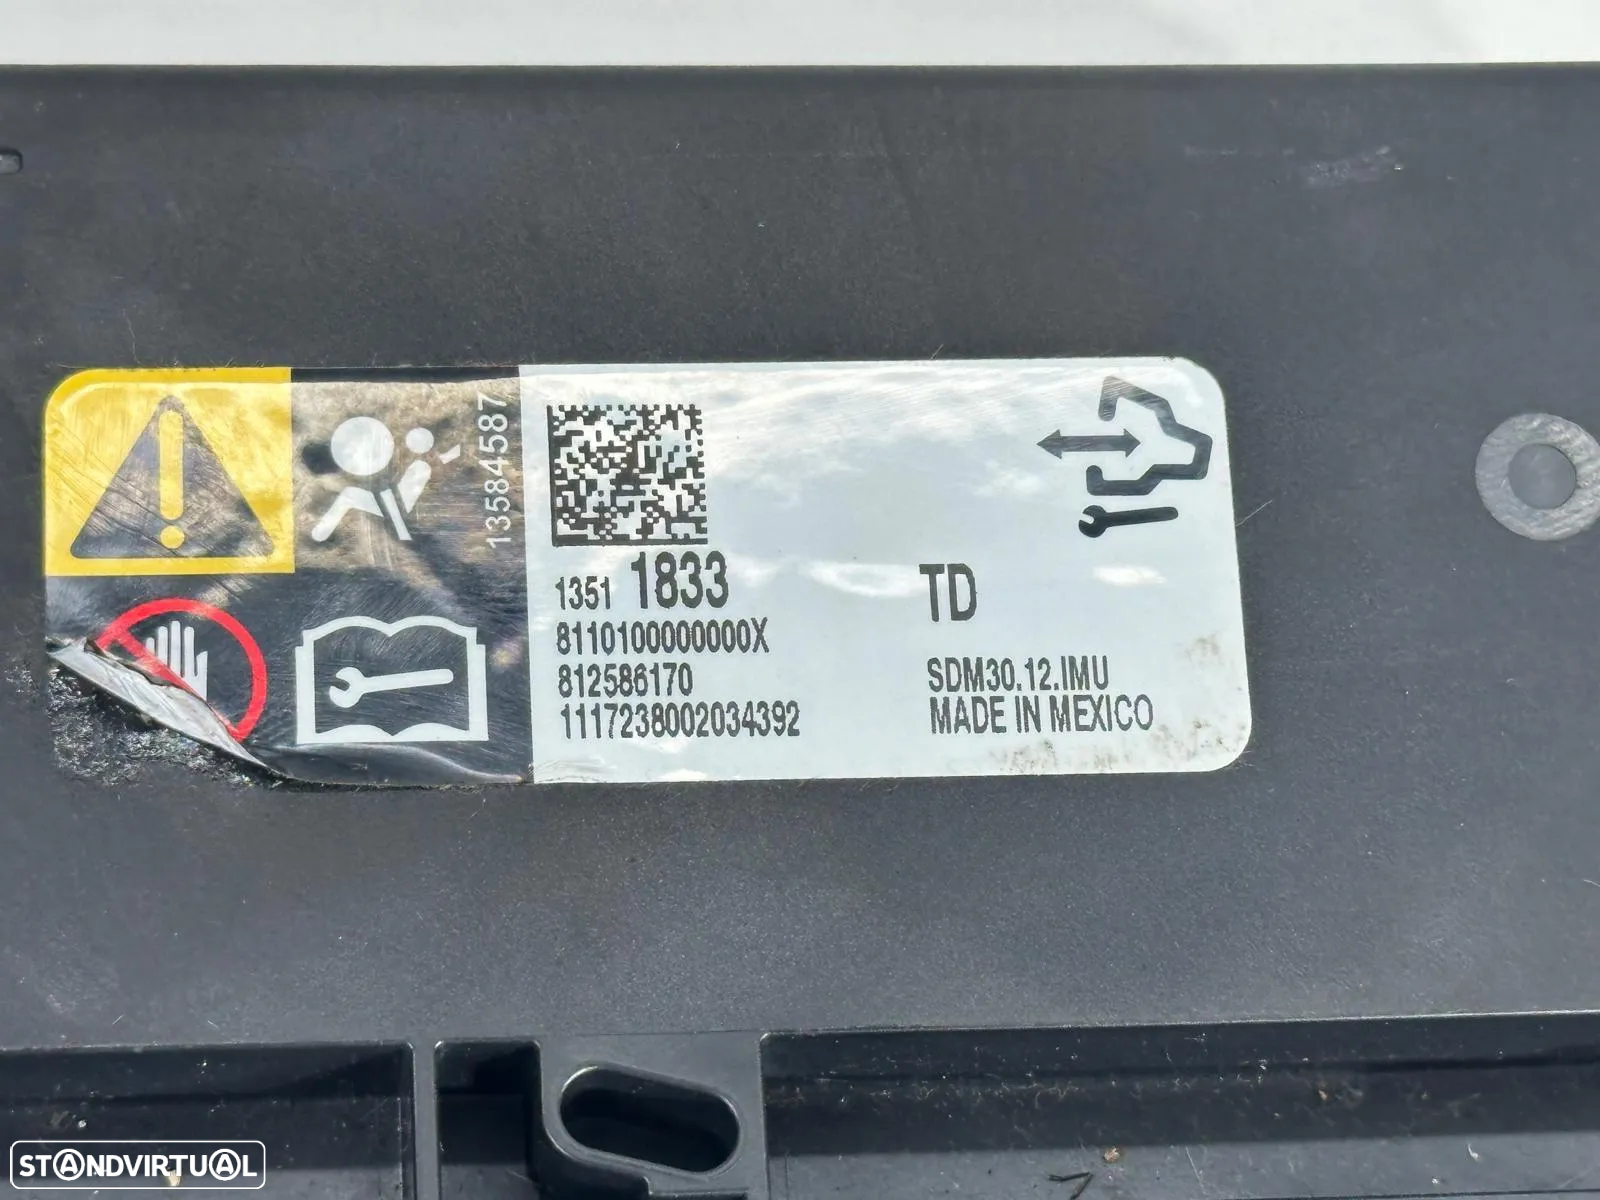 13584587
1351 1833
TD
8110100000000X
812586170
1117238002034392
SDM30.12.IMU
MADE IN MEXICO
STANDVIRTUAL